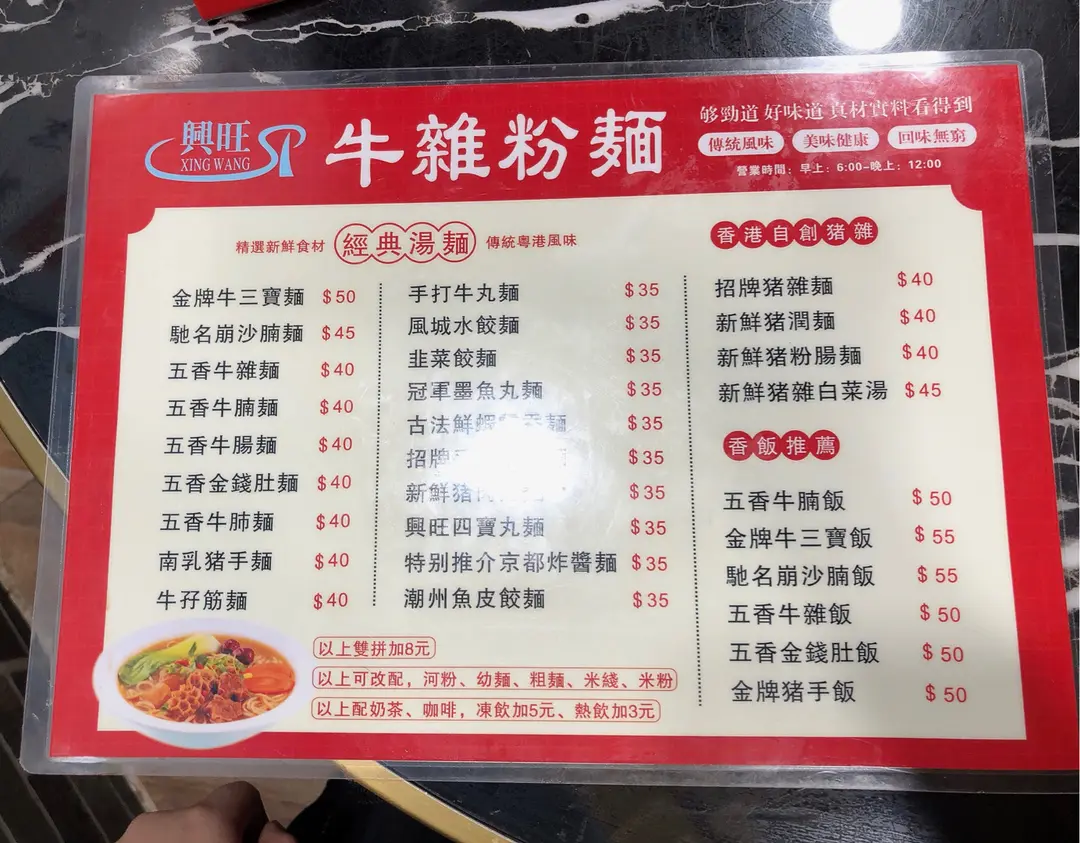 興旺
XING WANG
牛雜粉麵
够勁道 好味道 真材實料看得到
傳統風味 美味健康 回味無窮
營業時間：早上：6:00-晚上：12:00
精選新鮮食材 經典湯麵 傳統粵港風味
金牌牛三寶麵 $50
馳名崩沙腩麵 $45
五香牛雜麵 $40
五香牛腩麵 $40
五香牛腸麵 $40
五香金錢肚麵 $40
五香牛肺麵 $40
南乳猪手麵 $40
牛孖筋麵 $40
手打牛丸麵 $35
風城水餃麵 $35
韭菜餃麵 $35
冠軍墨魚丸麵 $35
古法鮮蝦 麵 $35
招牌 $35
新鮮猪 $35
興旺四寶丸麵 $35
特别推介京都炸醬麵 $35
潮州魚皮餃麵 $35
以上雙拼加8元
以上可改配，河粉、幼麵、粗麵、米綫、米粉
以上配奶茶、咖啡，凍飲加5元、熱飲加3元
香港自創猪雜
招牌猪雜麵 $40
新鮮猪潤麵 $40
新鮮猪粉腸麵 $40
新鮮猪雜白菜湯 $45
香飯推薦
五香牛腩飯 $50
金牌牛三寶飯 $55
馳名崩沙腩飯 $55
五香牛雜飯 $50
五香金錢肚飯 $50
金牌猪手飯 $50